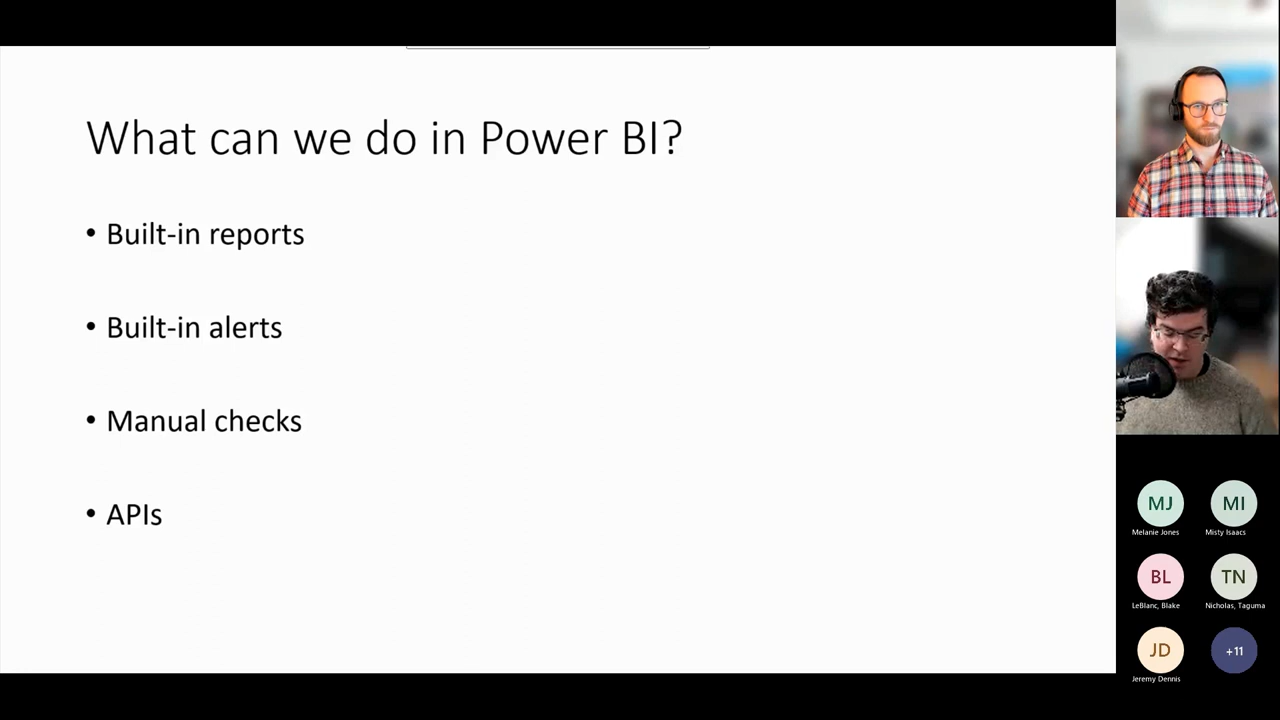 What can we do in Power BI?
• Built-in reports
• Built-in alerts
• Manual checks
• APIs
MJ
Melanie Jones
MI
Misty Isaacs
BL
LeBlanc, Blake
TN
Nicholas, Taguma
JD
Jeremy Dennis
+11